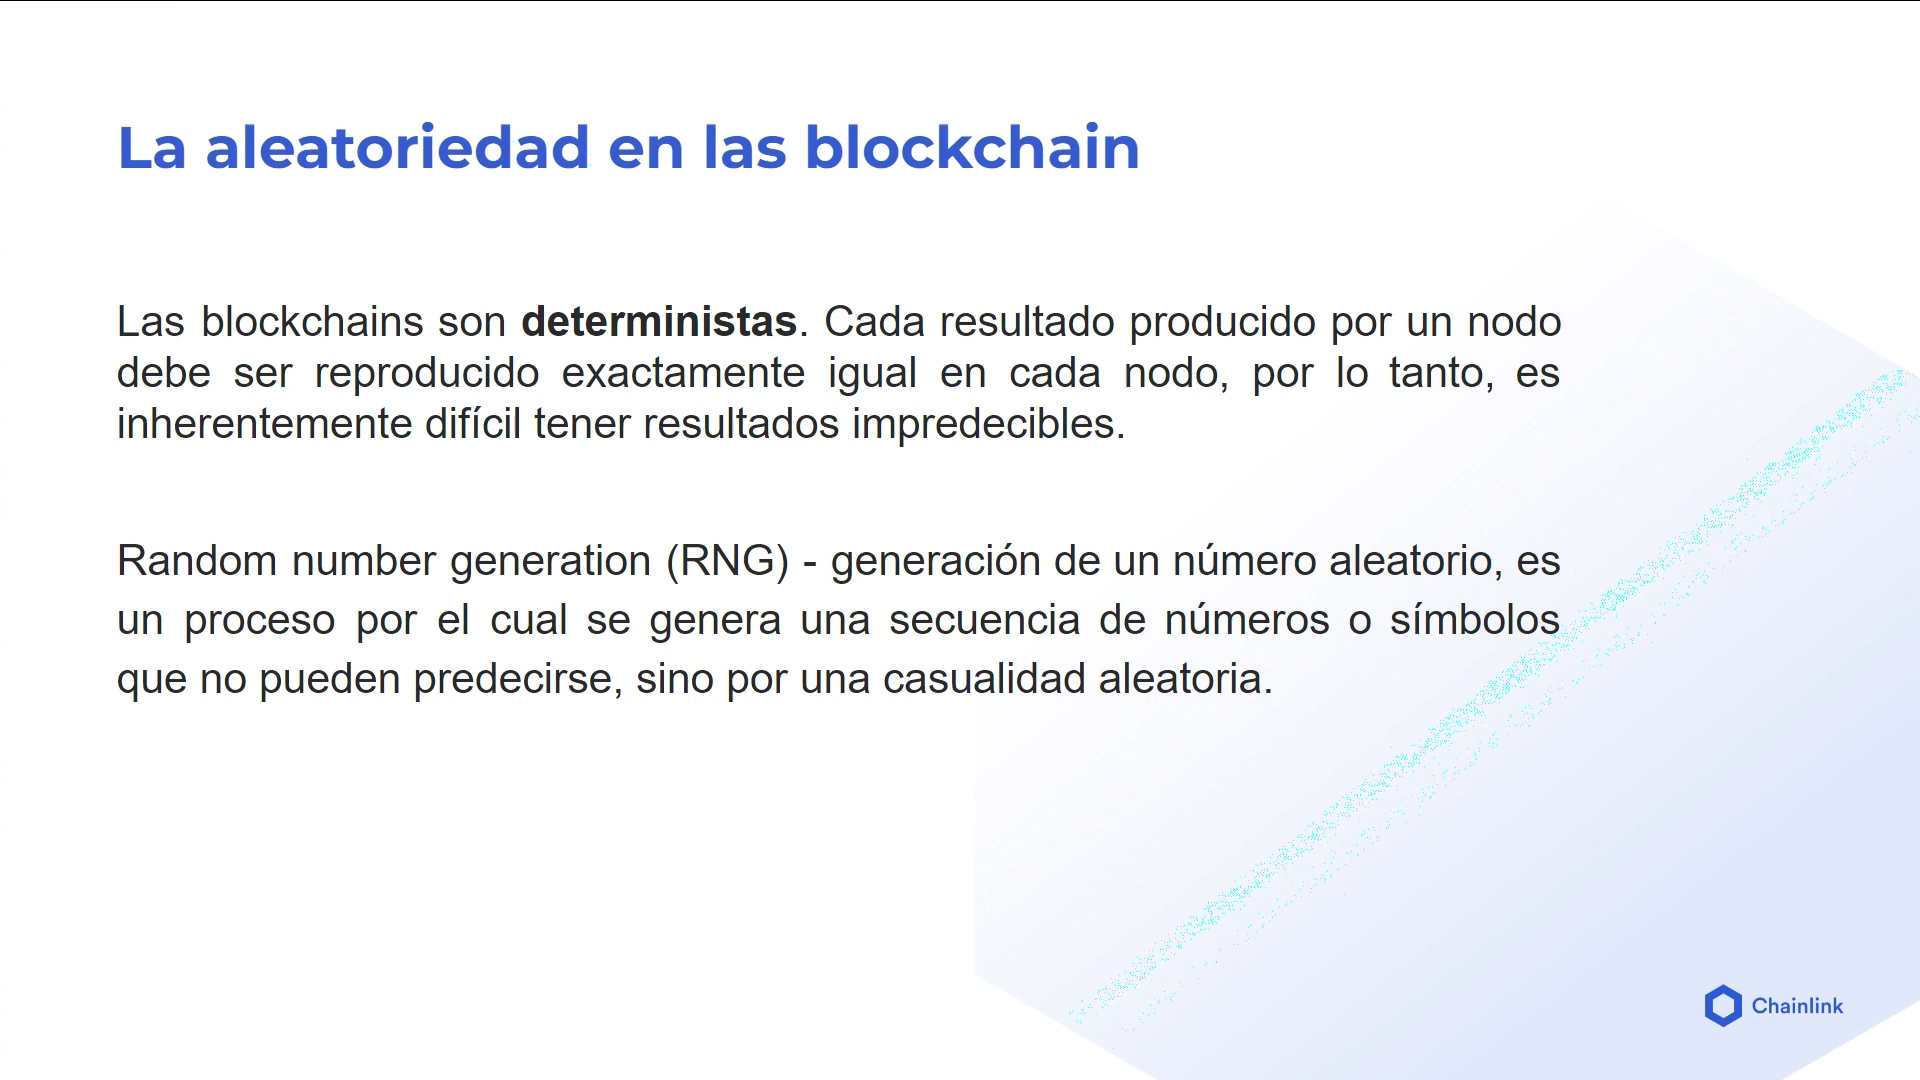 La aleatoriedad en las blockchain
Las blockchains son deterministas. Cada resultado producido por un nodo
debe ser reproducido exactamente igual en cada nodo, por lo tanto, es
inherentemente difícil tener resultados impredecibles.
Random number generation (RNG) - generación de un número aleatorio, es
un proceso por el cual se genera una secuencia de números o símbolos
que no pueden predecirse, sino por una casualidad aleatoria.
Chainlink